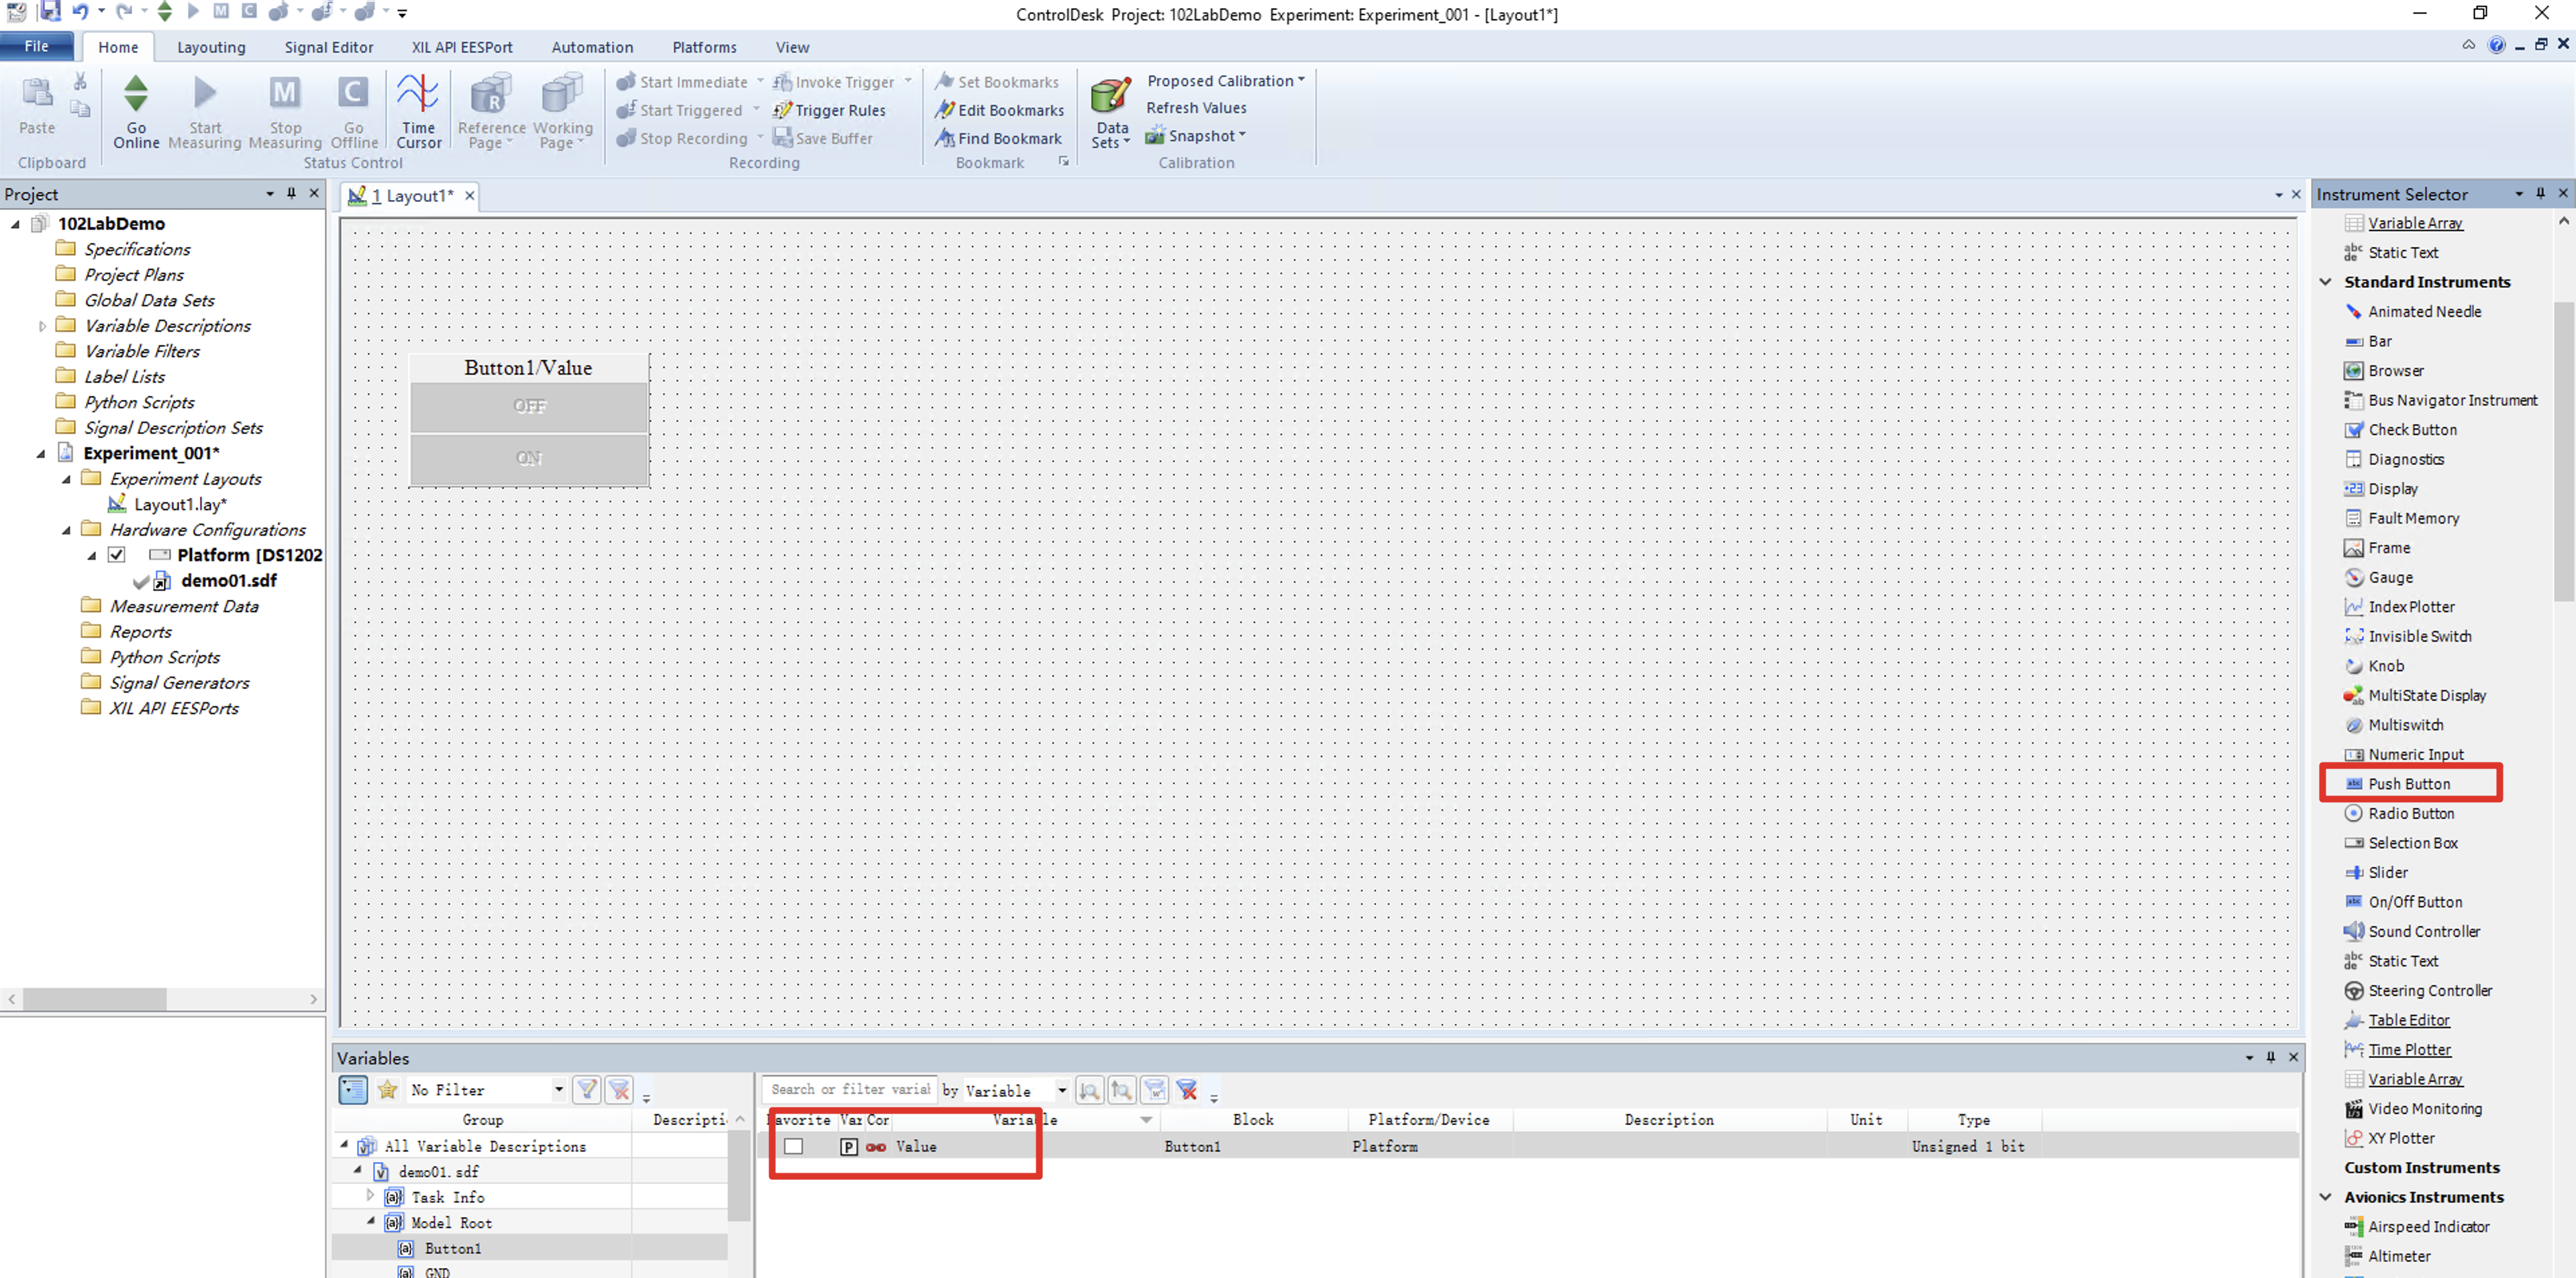 ControlDesk Project: 102LabDemo Experiment: Experiment_001 - [Layout1*]
File Home Layouting Signal Editor XIL API EESPort Automation Platforms View
Paste
Clipboard
Go Online
Start Measuring
M Stop Measuring
C Go Offline
Status Control
Time Cursor
R Reference Page
Working Page
Start Immediate
Start Triggered
Stop Recording
Invoke Trigger
Trigger Rules
Save Buffer
Recording
Set Bookmarks
Edit Bookmarks
Find Bookmark
Bookmark
Data Sets
Proposed Calibration
Refresh Values
Snapshot
Calibration
Project
102LabDemo
Specifications
Project Plans
Global Data Sets
Variable Descriptions
Variable Filters
Label Lists
Python Scripts
Signal Description Sets
Experiment_001*
Experiment Layouts
Layout1.lay*
Hardware Configurations
Platform [DS1202
demo01.sdf
Measurement Data
Reports
Python Scripts
Signal Generators
XIL API EESPorts
1 Layout1*
Button1/Value
OFF
ON
Variables
No Filter
Group Descripti
All Variable Descriptions
demo01.sdf
Task Info
Model Root
Button1
GND
Search or filter varial by Variable
Favorite Var Cor Variable Block Platform/Device Description Unit Type
P Value Button1 Platform Unsigned 1 bit
Instrument Selector
Variable Array
Static Text
Standard Instruments
Animated Needle
Bar
Browser
Bus Navigator Instrument
Check Button
Diagnostics
Display
Fault Memory
Frame
Gauge
Index Plotter
Invisible Switch
Knob
MultiState Display
Multiswitch
Numeric Input
Push Button
Radio Button
Selection Box
Slider
On/Off Button
Sound Controller
Static Text
Steering Controller
Table Editor
Time Plotter
Variable Array
Video Monitoring
XY Plotter
Custom Instruments
Avionics Instruments
Airspeed Indicator
Altimeter